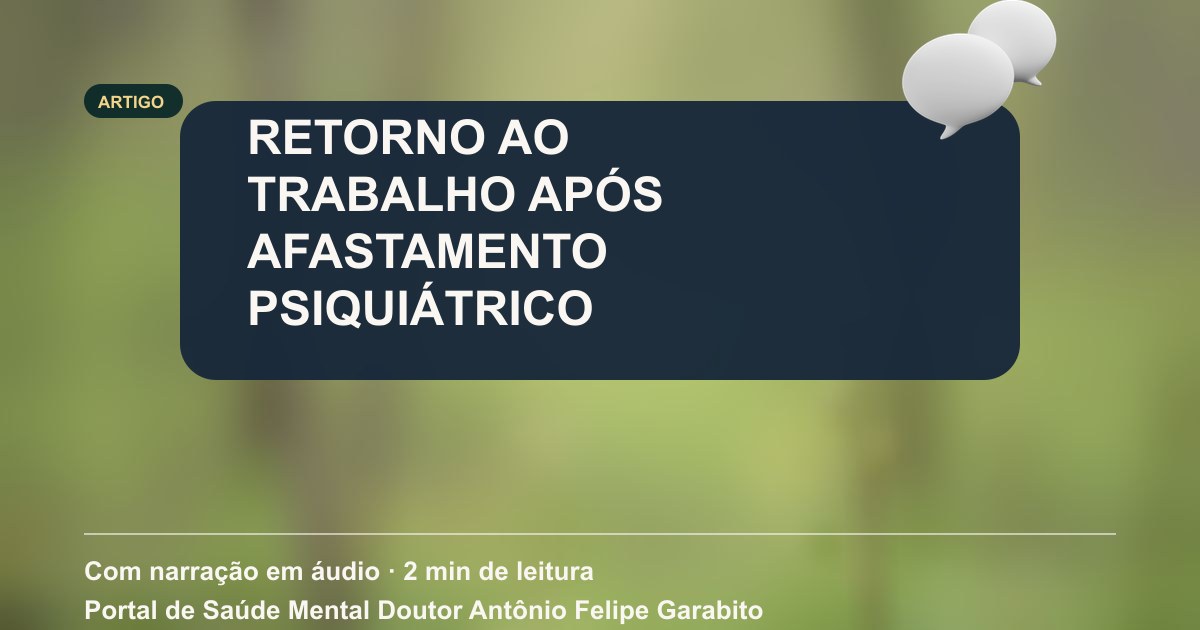 ARTIGO
RETORNO AO
TRABALHO APÓS
AFASTAMENTO
PSIQUIÁTRICO
Com narração em áudio · 2 min de leitura
Portal de Saúde Mental Doutor Antônio Felipe Garabito